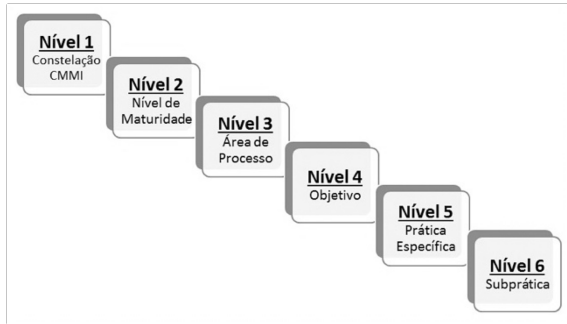 Nível 1
Constelação
CMMI
Nível 2
Nível de
Maturidade
Nível 3
Área de
Processo
Nível 4
Objetivo
Nível 5
Prática
Específica
Nível 6
Subprática